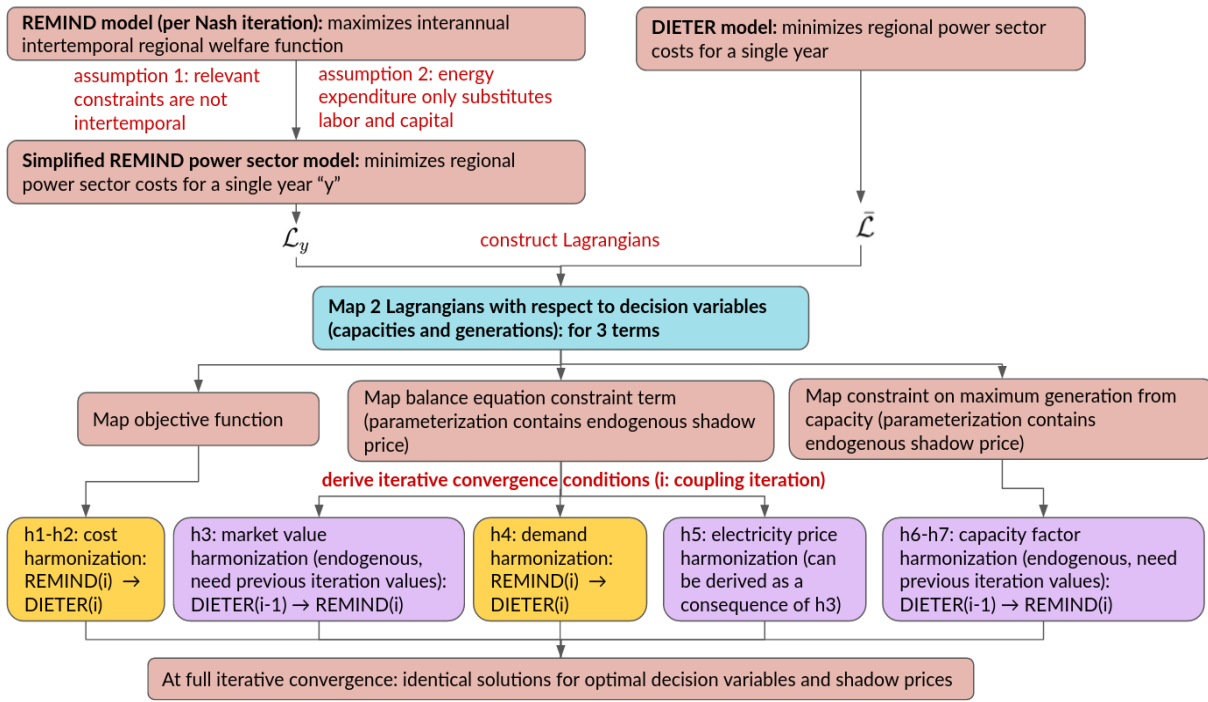 REMIND model (per Nash iteration): maximizes interannual
intertemporal regional welfare function
DIETER model: minimizes regional power sector
costs for a single year
assumption 1: relevant
constraints are not
intertemporal
assumption 2: energy
expenditure only substitutes
labor and capital
Simplified REMIND power sector model: minimizes regional
power sector costs for a single year “y”
ℒ_y
construct Lagrangians
ℒ̄
Map 2 Lagrangians with respect to decision variables
(capacities and generations): for 3 terms
Map objective function
Map balance equation constraint term
(parameterization contains endogenous shadow
price)
Map constraint on maximum generation from
capacity (parameterization contains
endogenous shadow price)
derive iterative convergence conditions (i: coupling iteration)
h1-h2: cost
harmonization:
REMIND(i) →
DIETER(i)
h3: market value
harmonization (endogenous,
need previous iteration values):
DIETER(i-1) → REMIND(i)
h4: demand
harmonization:
REMIND(i) →
DIETER(i)
h5: electricity price
harmonization (can
be derived as a
consequence of h3)
h6-h7: capacity factor
harmonization (endogenous, need
previous iteration values):
DIETER(i-1) → REMIND(i)
At full iterative convergence: identical solutions for optimal decision variables and shadow prices